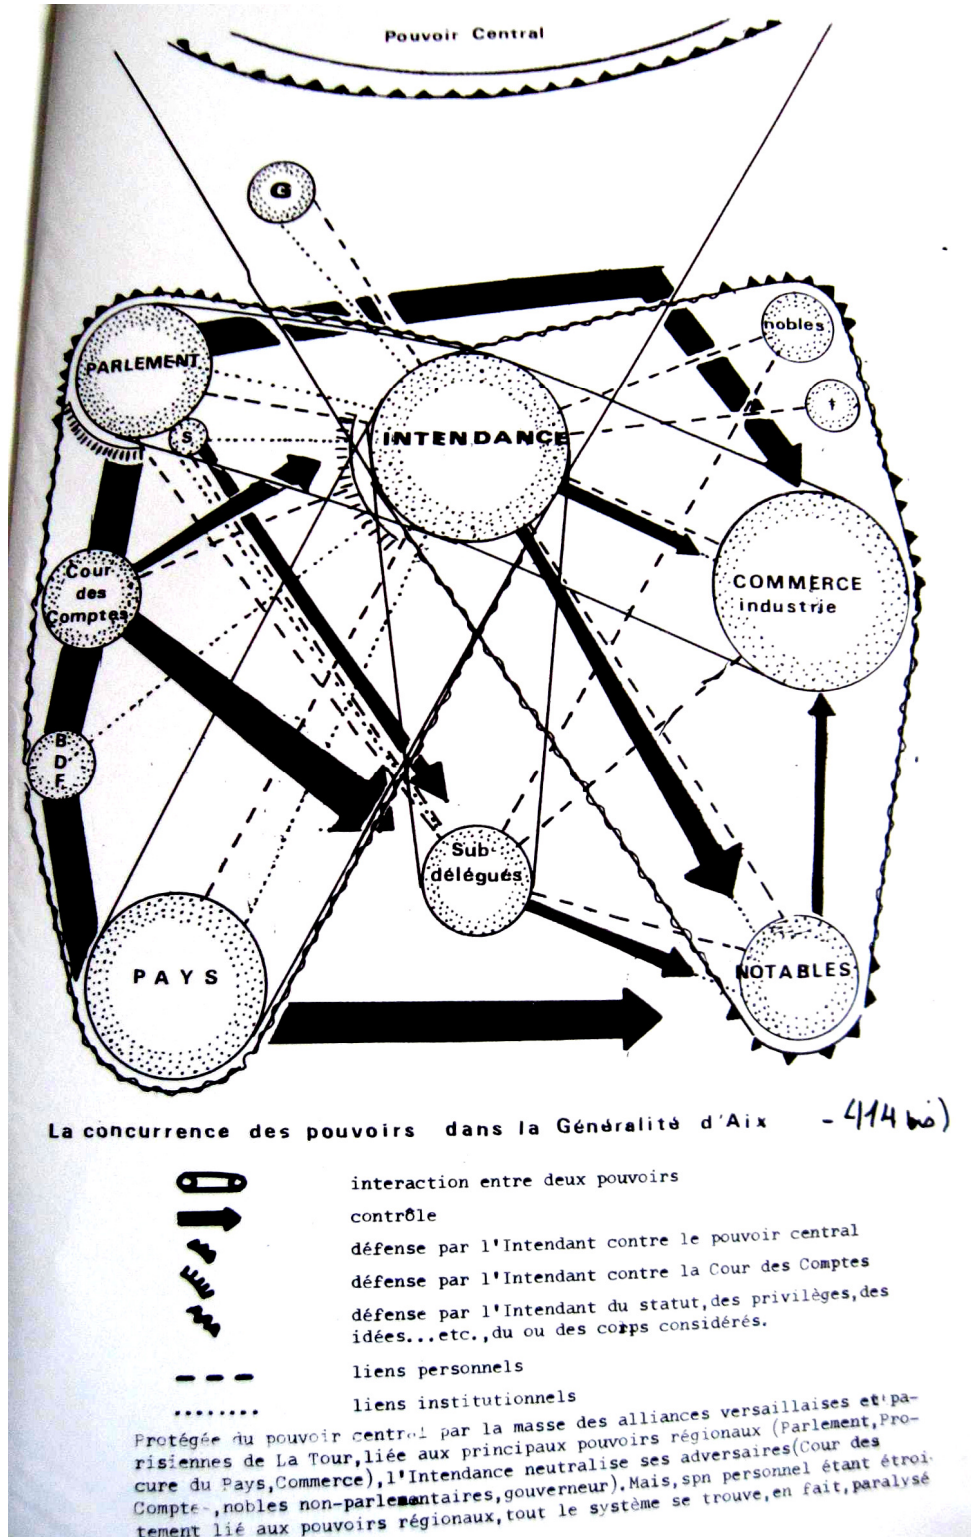 Pouvoir Central
G
PARLEMENT
nobles
†
S
INTENDANCE
COMMERCE
industrie
Cour
des
Comptes
B
D
F
Sub-
délégués
PAYS
NOTABLES
La concurrence des pouvoirs dans la Généralité d'Aix - 414 bis)
interaction entre deux pouvoirs
contrôle
défense par l'Intendant contre le pouvoir central
défense par l'Intendant contre la Cour des Comptes
défense par l'Intendant du statut,des privilèges,des
idées...etc.,du ou des corps considérés.
liens personnels
liens institutionnels
Protégée du pouvoir central par la masse des alliances versaillaises et pa-
risiennes de La Tour,liée aux principaux pouvoirs régionaux (Parlement,Pro-
cure du Pays,Commerce),l'Intendance neutralise ses adversaires(Cour des
Compte-,nobles non-parlementaires,gouverneur).Mais,spn personnel étant étroi-
tement lié aux pouvoirs régionaux,tout le système se trouve,en fait,paralysé